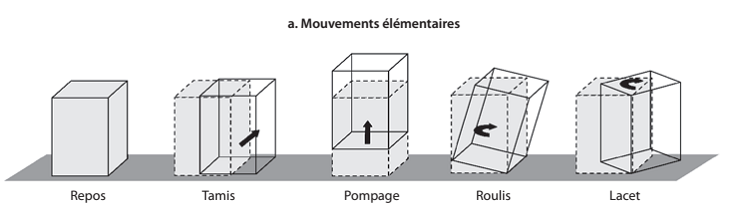 a. Mouvements élémentaires
Repos Tamis Pompage Roulis Lacet